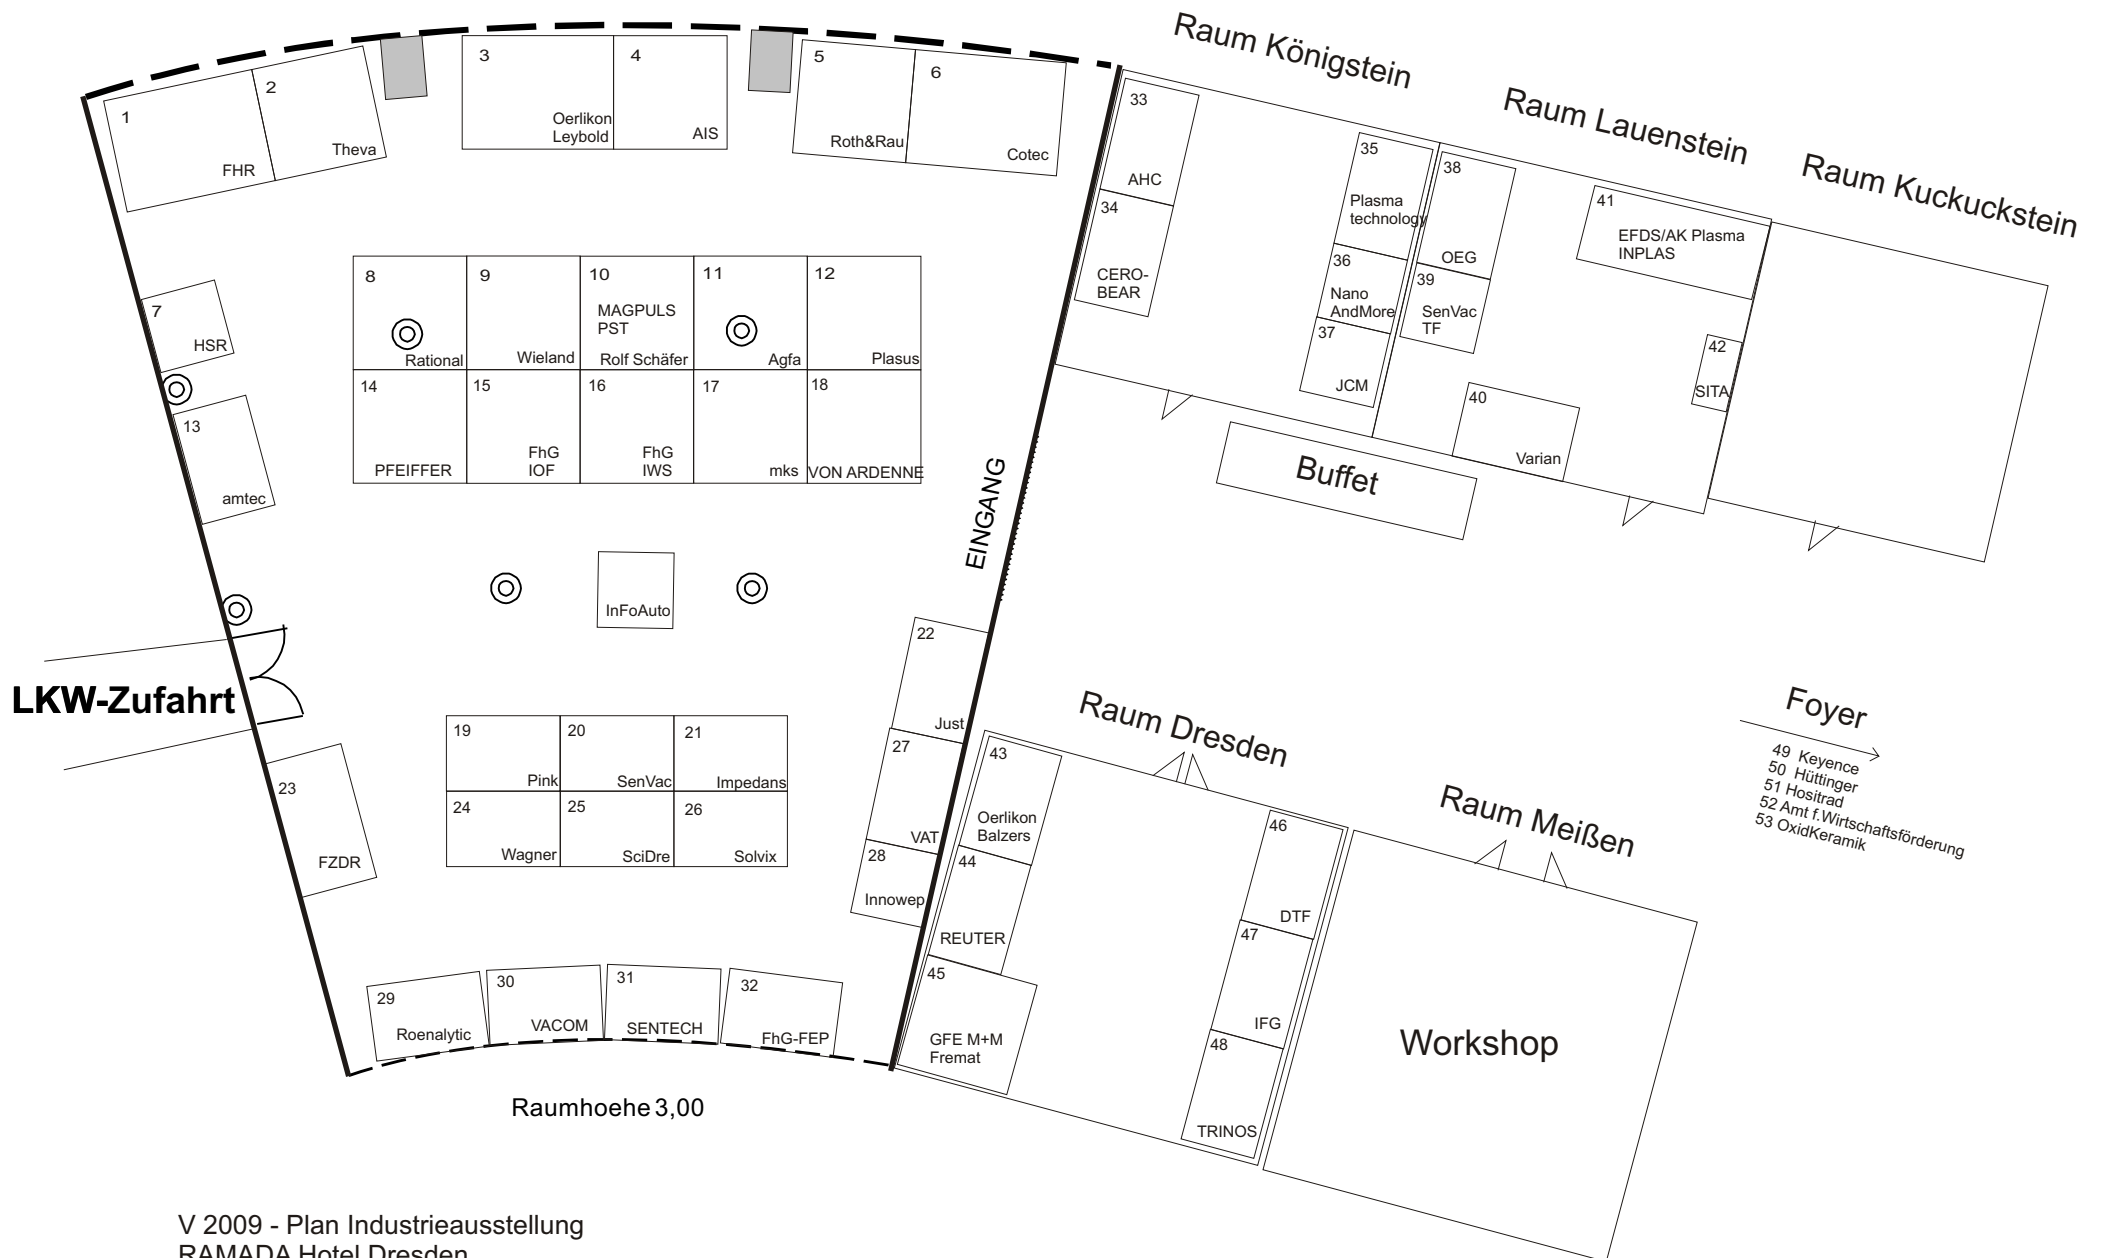 Raum Königstein
Raum Lauenstein
Raum Kuckuckstein
1
FHR
2
Theva
3
Oerlikon
Leybold
4
AIS
5
Roth&Rau
6
Cotec
7
HSR
8
Rational
9
Wieland
10
MAGPULS
PST
Rolf Schäfer
11
Agfa
12
Plasus
13
amtec
14
PFEIFFER
15
FhG
IOF
16
FhG
IWS
17
mks
18
VON ARDENNE
InFoAuto
EINGANG
LKW-Zufahrt
19
Pink
20
SenVac
21
Impedans
22
Just
23
FZDR
24
Wagner
25
SciDre
26
Solvix
27
VAT
28
Innowep
29
Roenalytic
30
VACOM
31
SENTECH
32
FhG-FEP
Raumhoehe 3,00
33
AHC
34
CERO-
BEAR
35
Plasma
technology
36
Nano
AndMore
37
JCM
38
OEG
39
SenVac
TF
40
Varian
41
EFDS/AK Plasma
INPLAS
42
SITA
Buffet
Raum Dresden
43
Oerlikon
Balzers
44
REUTER
45
GFE M+M
Fremat
46
DTF
47
IFG
48
TRINOS
Raum Meißen
Workshop
Foyer
49 Keyence
50 Hüttinger
51 Hositrad
52 Amt f.Wirtschaftsförderung
53 OxidKeramik
V 2009 - Plan Industrieausstellung
RAMADA Hotel Dresden